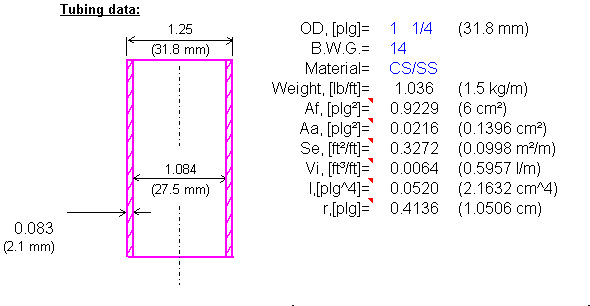 Tubing data:
1.25
(31.8 mm)
1.084
(27.5 mm)
0.083
(2.1 mm)
OD, [plg]= 1 1/4 (31.8 mm)
B.W.G.= 14
Material= CS/SS
Weight, [lb/ft]= 1.036 (1.5 kg/m)
Af, [plg²]= 0.9229 (6 cm²)
Aa, [plg²]= 0.0216 (0.1396 cm²)
Se, [ft²/ft]= 0.3272 (0.0998 m²/m)
Vi, [ft³/ft]= 0.0064 (0.5957 l/m)
I,[plg^4]= 0.0520 (2.1632 cm^4)
r,[plg]= 0.4136 (1.0506 cm)